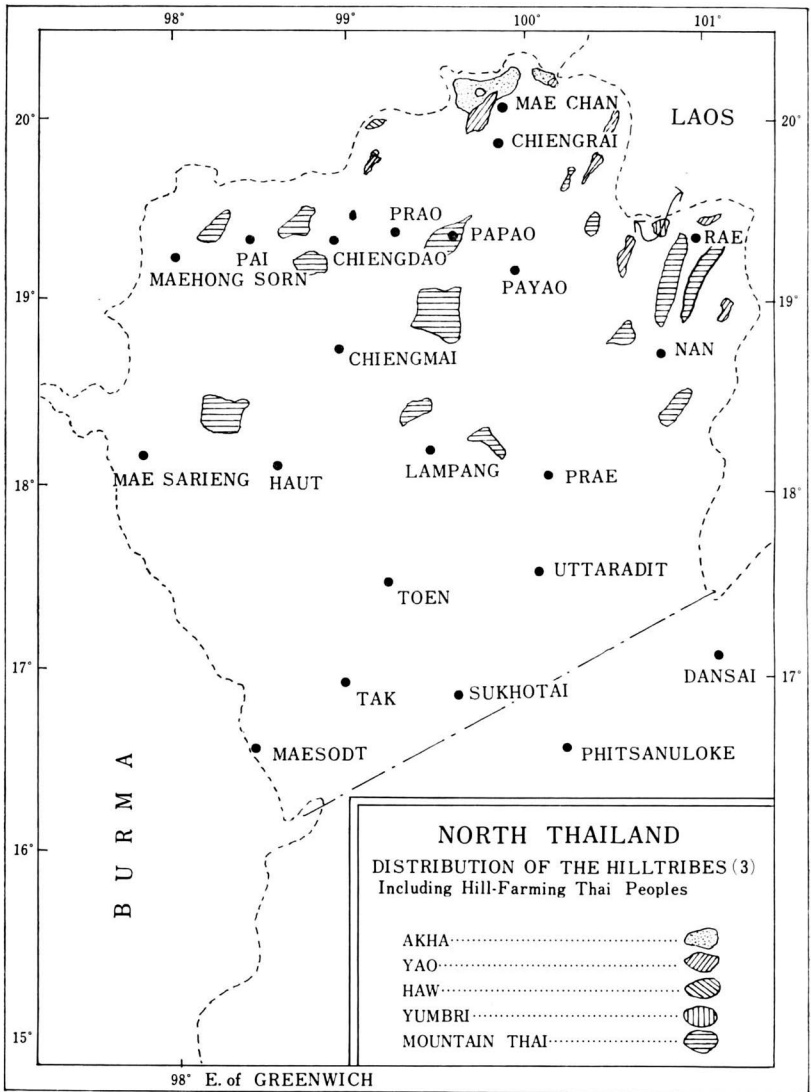 98° 99° 100° 101°
20° 20°
MAE CHAN
LAOS
CHIENGRAI
PRAO
PAPAO
RAE
PAI
CHIENGDAO
MAEHONG SORN
PAYAO
19° 19°
CHIENGMAI
NAN
MAE SARIENG
HAUT
LAMPANG
PRAE
18° 18°
UTTARADIT
TOEN
DANSAI
17° 17°
TAK
SUKHOTAI
MAESODT
PHITSANULOKE
BURMA
16°
NORTH THAILAND
DISTRIBUTION OF THE HILLTRIBES (3)
Including Hill-Farming Thai Peoples
AKHA
YAO
HAW
YUMBRI
MOUNTAIN THAI
15°
98° E. of GREENWICH